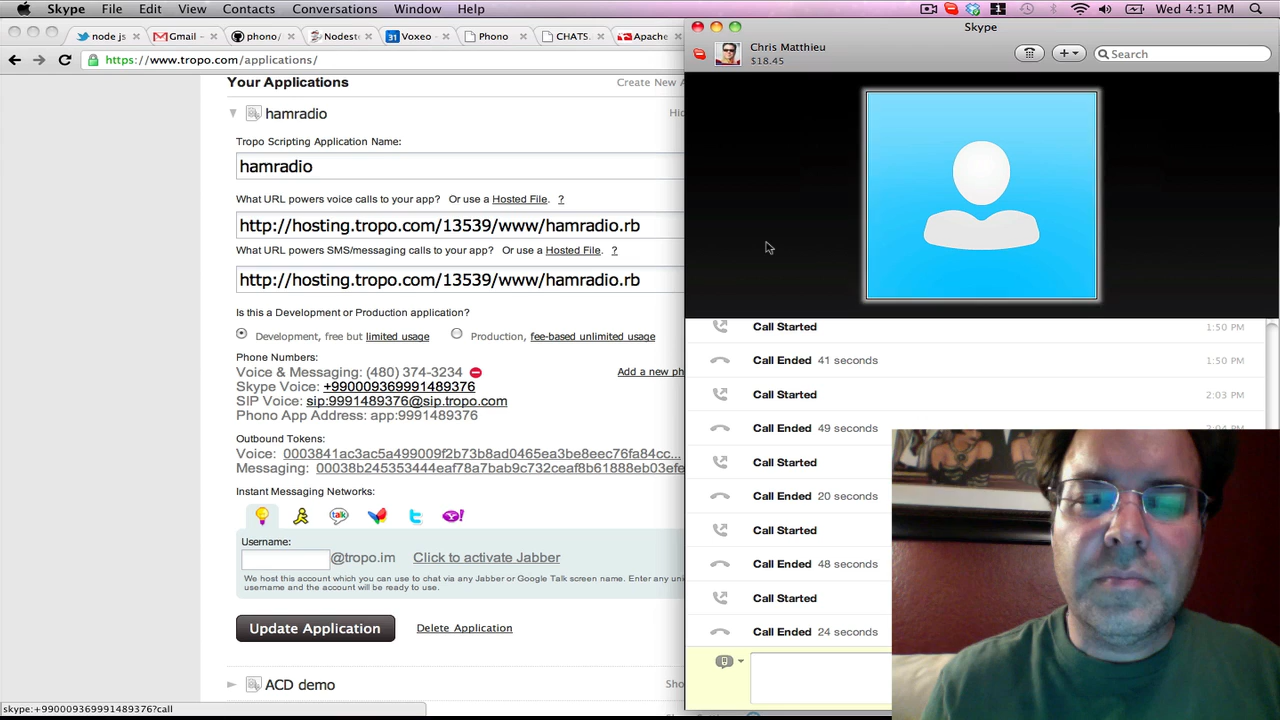 Skype File Edit View Contacts Conversations Window Help
1 Wed 4:51 PM
node js
Gmail –
phono/
Nodest
31 Voxeo
Phono
CHATS.
Apache
https://www.tropo.com/applications/
Your Applications
Create New A
hamradio
Hid
Tropo Scripting Application Name:
hamradio
What URL powers voice calls to your app? Or use a Hosted File. ?
http://hosting.tropo.com/13539/www/hamradio.rb
What URL powers SMS/messaging calls to your app? Or use a Hosted File. ?
http://hosting.tropo.com/13539/www/hamradio.rb
Is this a Development or Production application?
Development, free but limited usage
Production, fee-based unlimited usage
Phone Numbers:
Voice & Messaging: (480) 374-3234
Add a new ph
Skype Voice: +990009369991489376
SIP Voice: sip:9991489376@sip.tropo.com
Phono App Address: app:9991489376
Outbound Tokens:
Voice: 0003841ac3ac5a499009f2b73b8ad0465ea3be8eec76fa84cc...
Messaging: 00038b245353444eaf78a7bab9c732ceaf8b61888eb03efe
Instant Messaging Networks:
talk
Username:
@tropo.im Click to activate Jabber
We host this account which you can use to chat via any Jabber or Google Talk screen name. Enter any
username and the account will be ready to use.
Update Application
Delete Application
ACD demo
Sho
skype:+990009369991489376?call
Skype
Chris Matthieu
$18.45
Search
Call Started 1:50 PM
Call Ended 41 seconds 1:50 PM
Call Started 2:03 PM
Call Ended 49 seconds 2:04 PM
Call Started
Call Ended 20 seconds
Call Started
Call Ended 48 seconds
Call Started
Call Ended 24 seconds